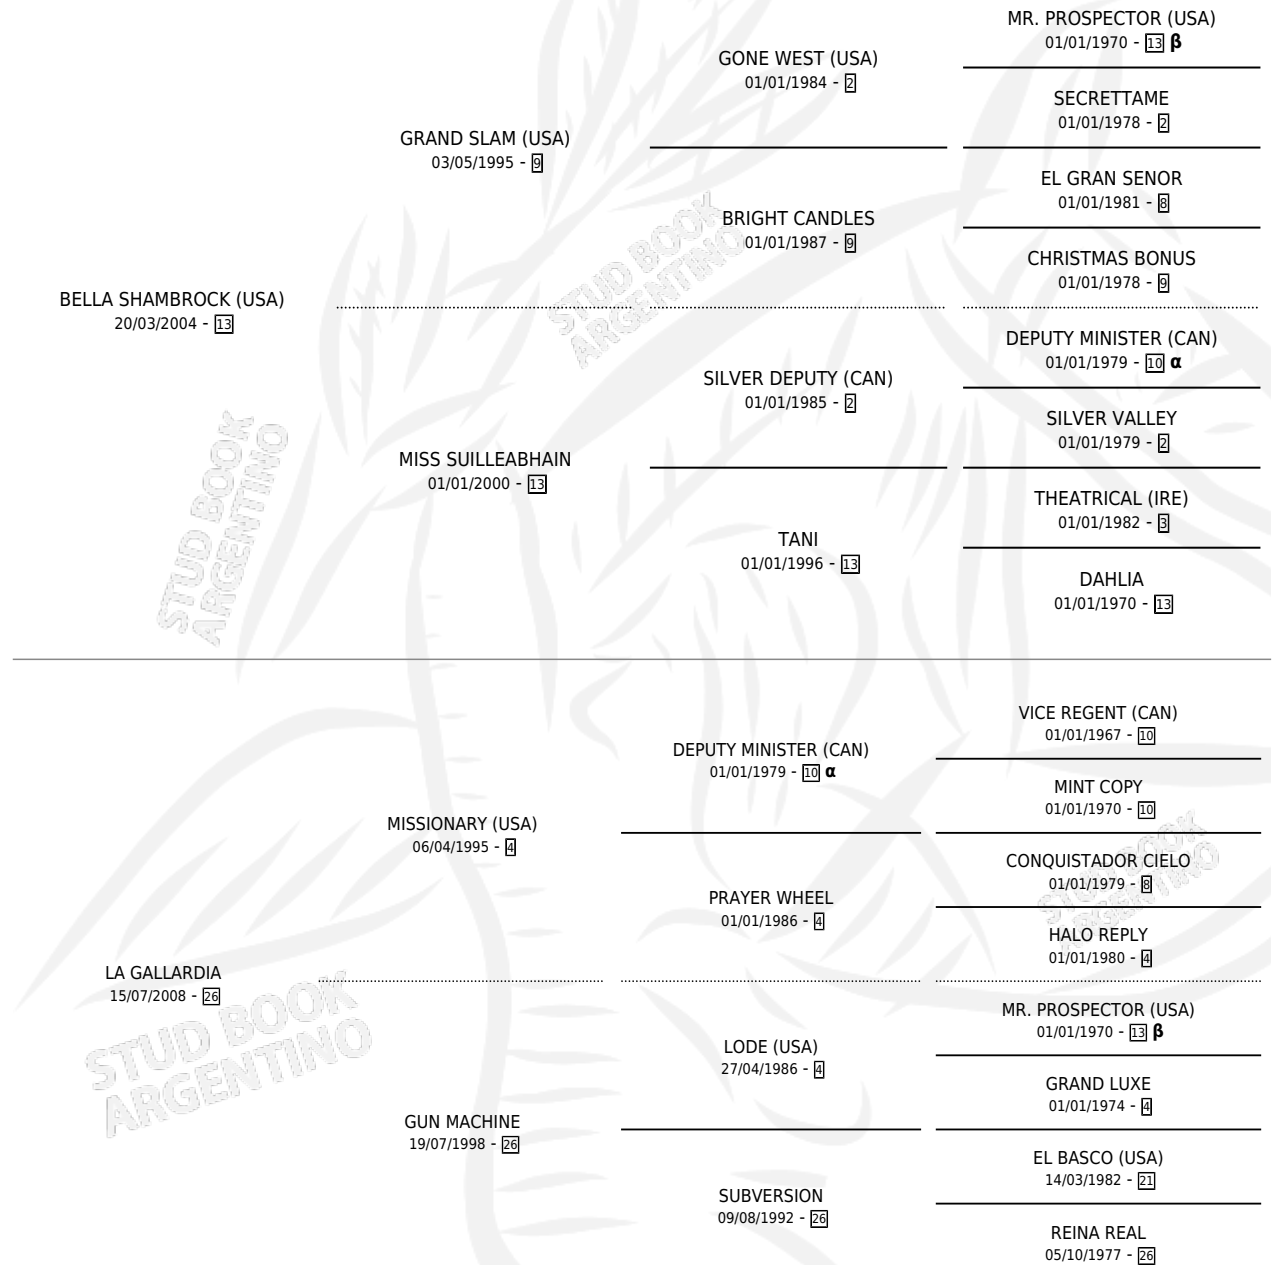 MR. PROSPECTOR (USA)
01/01/1970 - 13 β
GONE WEST (USA)
01/01/1984 - 2
SECRETTAME
01/01/1978 - 2
GRAND SLAM (USA)
03/05/1995 - 9
EL GRAN SENOR
01/01/1981 - 8
BRIGHT CANDLES
01/01/1987 - 9
CHRISTMAS BONUS
01/01/1978 - 9
BELLA SHAMBROCK (USA)
20/03/2004 - 13
DEPUTY MINISTER (CAN)
01/01/1979 - 10 α
SILVER DEPUTY (CAN)
01/01/1985 - 2
SILVER VALLEY
01/01/1979 - 2
MISS SUILLEABHAIN
01/01/2000 - 13
THEATRICAL (IRE)
01/01/1982 - 3
TANI
01/01/1996 - 13
DAHLIA
01/01/1970 - 13
VICE REGENT (CAN)
01/01/1967 - 10
DEPUTY MINISTER (CAN)
01/01/1979 - 10 α
MINT COPY
01/01/1970 - 10
MISSIONARY (USA)
06/04/1995 - 4
CONQUISTADOR CIELO
01/01/1979 - 8
PRAYER WHEEL
01/01/1986 - 4
HALO REPLY
01/01/1980 - 4
LA GALLARDIA
15/07/2008 - 26
MR. PROSPECTOR (USA)
01/01/1970 - 13 β
LODE (USA)
27/04/1986 - 4
GRAND LUXE
01/01/1974 - 4
GUN MACHINE
19/07/1998 - 26
EL BASCO (USA)
14/03/1982 - 21
SUBVERSION
09/08/1992 - 26
REINA REAL
05/10/1977 - 26
STUD BOOK
ARGENTINO
STUD BOOK
ARGENTINO
STUD BOOK
ARGENTINO
STUD BOOK
ARGENTINO